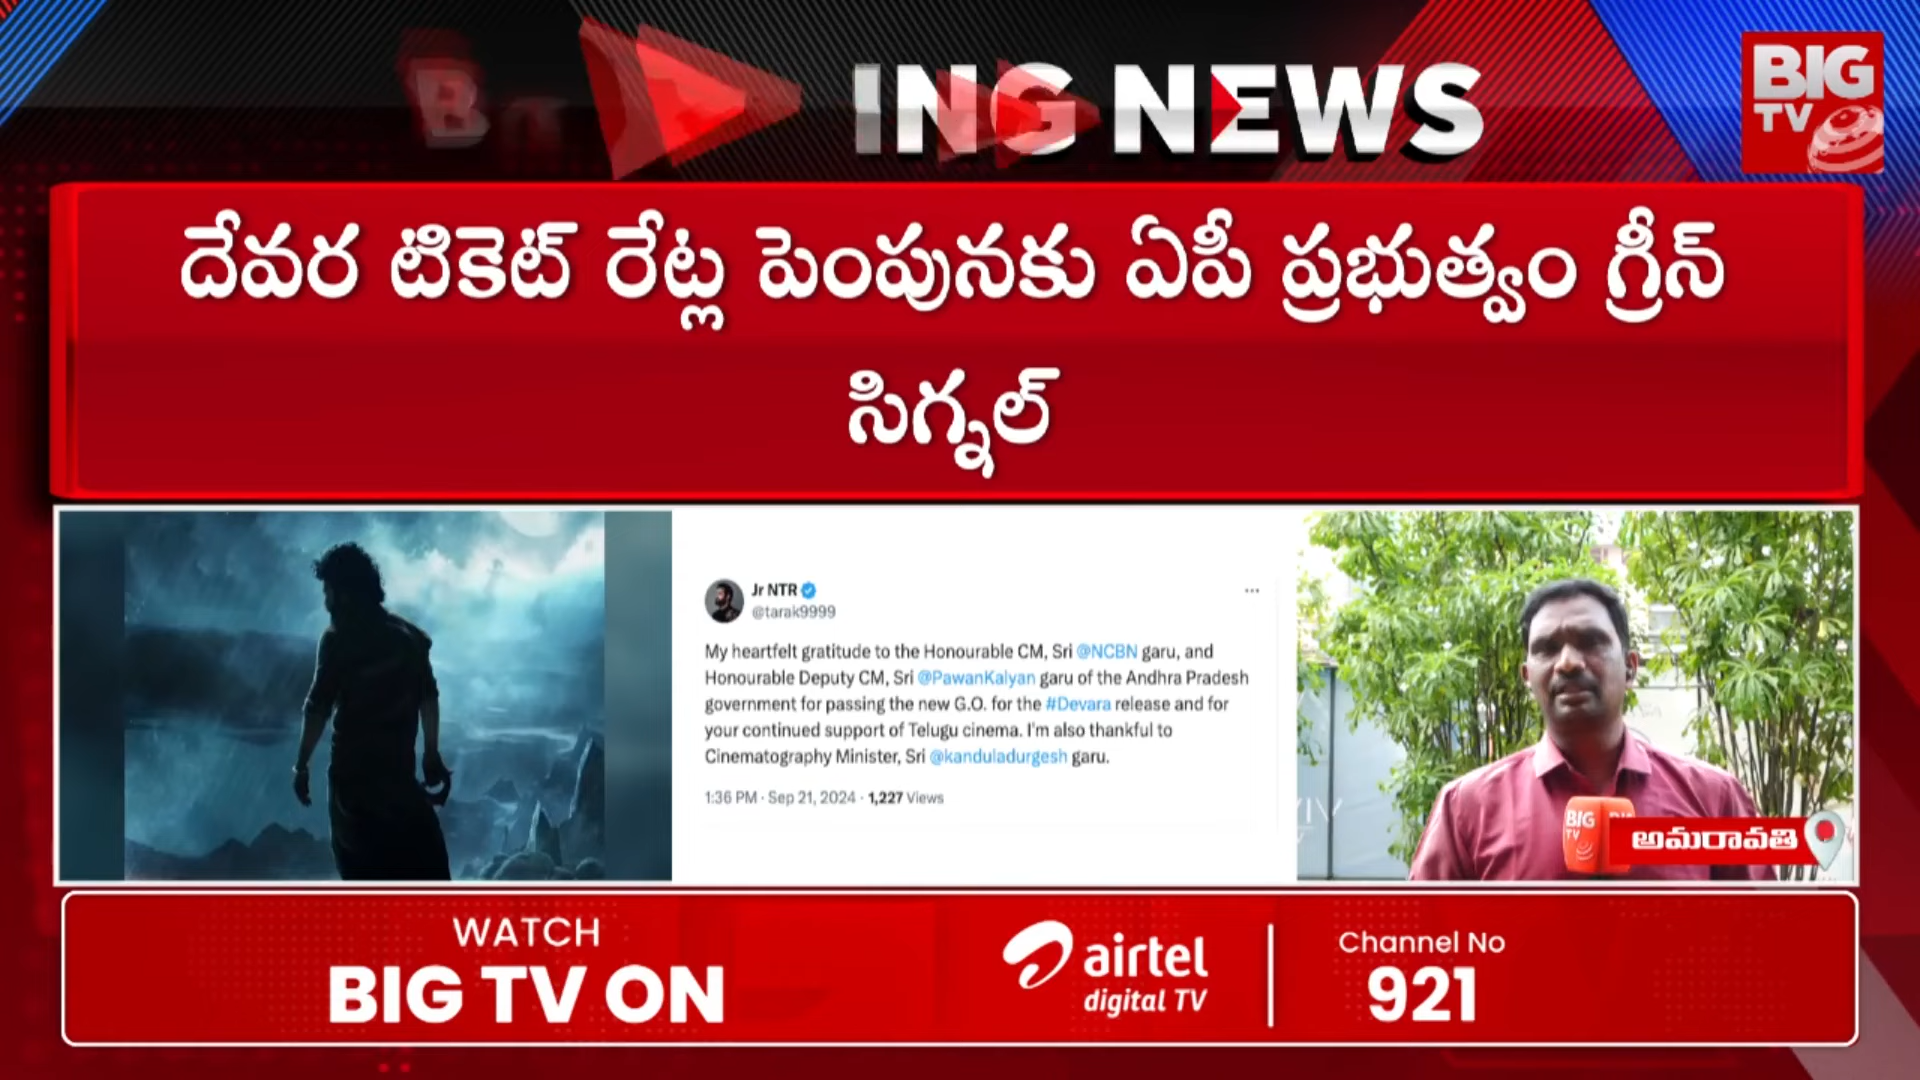 ING NEWS
BIG
TV
దేవర టికెట్ రేట్ల పెంపునకు ఏపీ ప్రభుత్వం గ్రీన్
సిగ్నల్
Jr NTR
@tarak9999
My heartfelt gratitude to the Honourable CM, Sri @NCBN garu, and
Honourable Deputy CM, Sri @PawanKalyan garu of the Andhra Pradesh
government for passing the new G.O. for the #Devara release and for
your continued support of Telugu cinema. I'm also thankful to
Cinematography Minister, Sri @kanduladurgesh garu.
1:36 PM · Sep 21, 2024 · 1,227 Views
BIG
TV
అమరావతి
WATCH
BIG TV ON
airtel
digital TV
Channel No
921